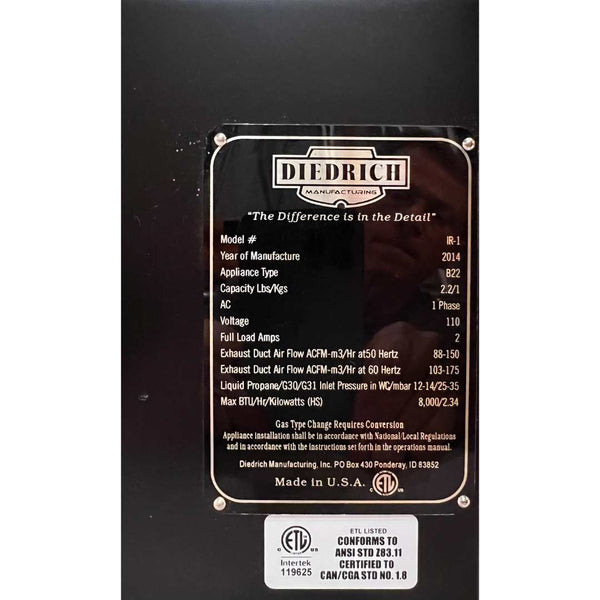 DIEDRICH
MANUFACTURING
"The Difference is in the Detail"
Model # IR-1
Year of Manufacture 2014
Appliance Type B22
Capacity Lbs/Kgs 2.2/1
AC 1 Phase
Voltage 110
Full Load Amps 2
Exhaust Duct Air Flow ACFM-m3/Hr at50 Hertz 88-150
Exhaust Duct Air Flow ACFM-m3/Hr at 60 Hertz 103-175
Liquid Propane/G30/G31 Inlet Pressure in WC/mbar 12-14/25-35
Max BTU/Hr/Kilowatts (HS) 8,000/2.34
Gas Type Change Requires Conversion
Appliance installation shall be in accordance with National/Local Regulations
and in accordance with the instructions set forth in the operations manual.
Diedrich Manufacturing, Inc. PO Box 430 Ponderay, ID 83852
Made in U.S.A. C ETL US
ETL LISTED
CONFORMS TO
ANSI STD Z83.11
CERTIFIED TO
CAN/CGA STD NO. 1.8
C ETL US
Intertek
119625